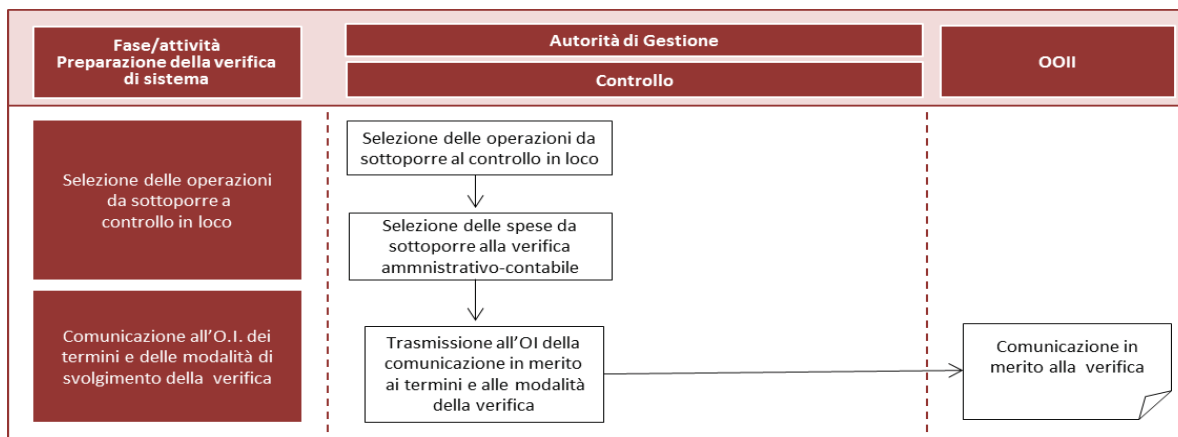 Fase/attività
Preparazione della verifica
di sistema
Autorità di Gestione
Controllo
OOII
Selezione delle operazioni
da sottoporre a
controllo in loco
Selezione delle operazioni da
sottoporre al controllo in loco
Selezione delle spese da
sottoporre alla verifica
ammnistrativo-contabile
Comunicazione all'O.I. dei
termini e delle modalità di
svolgimento della verifica
Trasmissione all'OI della
comunicazione in merito
ai termini e alle modalità
della verifica
Comunicazione in
merito alla verifica